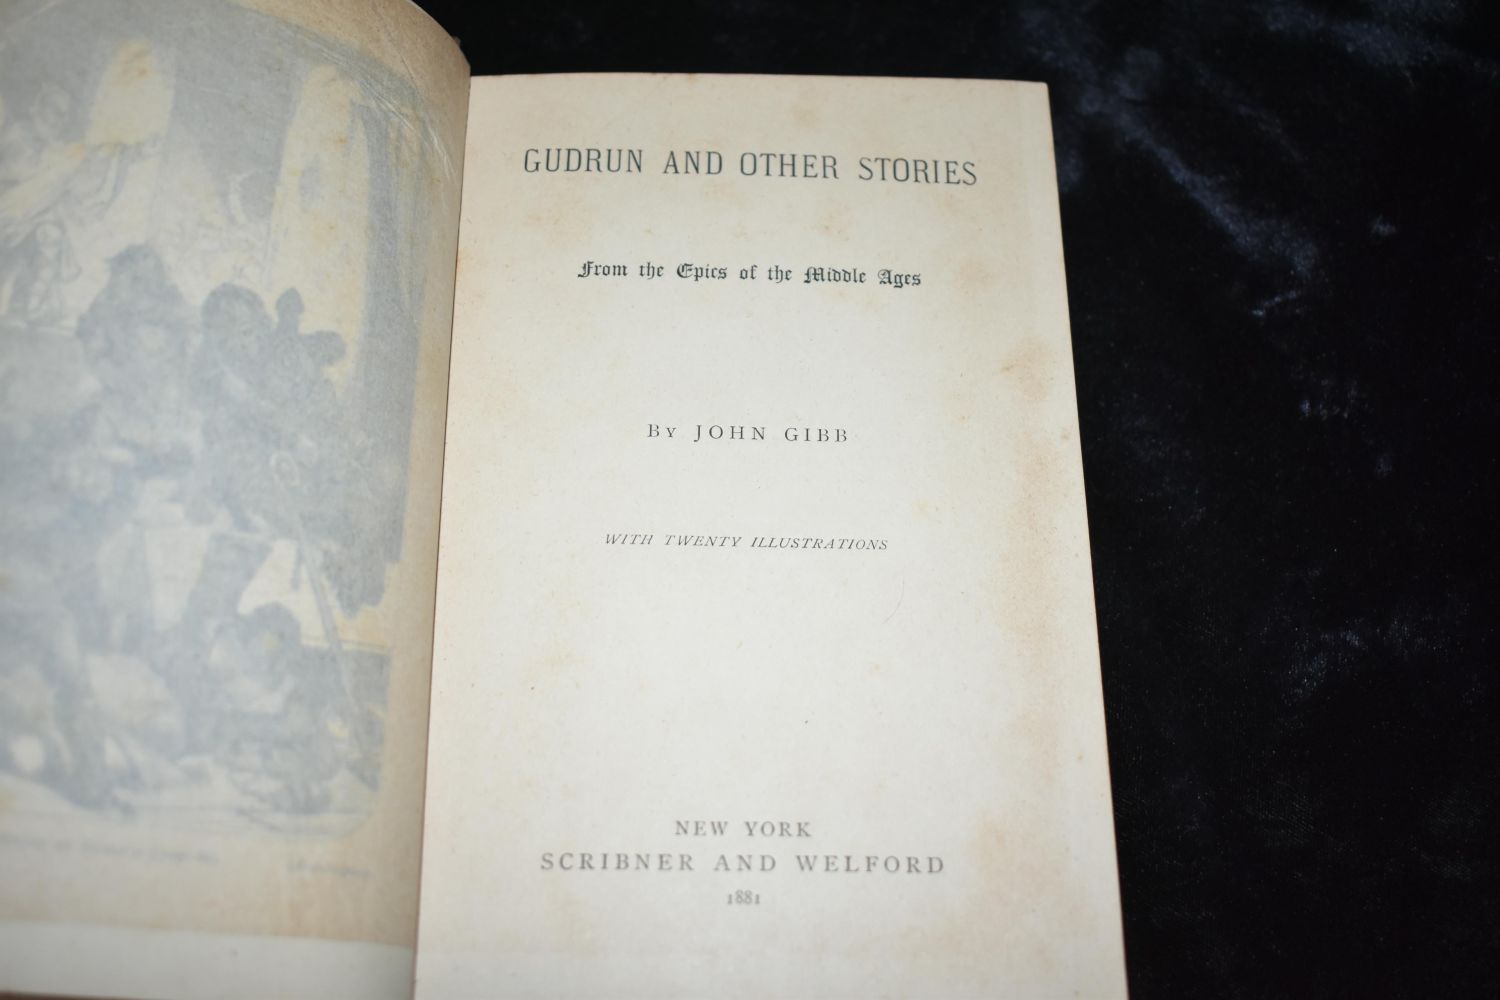 GUDRUN AND OTHER STORIES
From the Epics of the Middle Ages
BY JOHN GIBB
WITH TWENTY ILLUSTRATIONS
NEW YORK
SCRIBNER AND WELFORD
1881